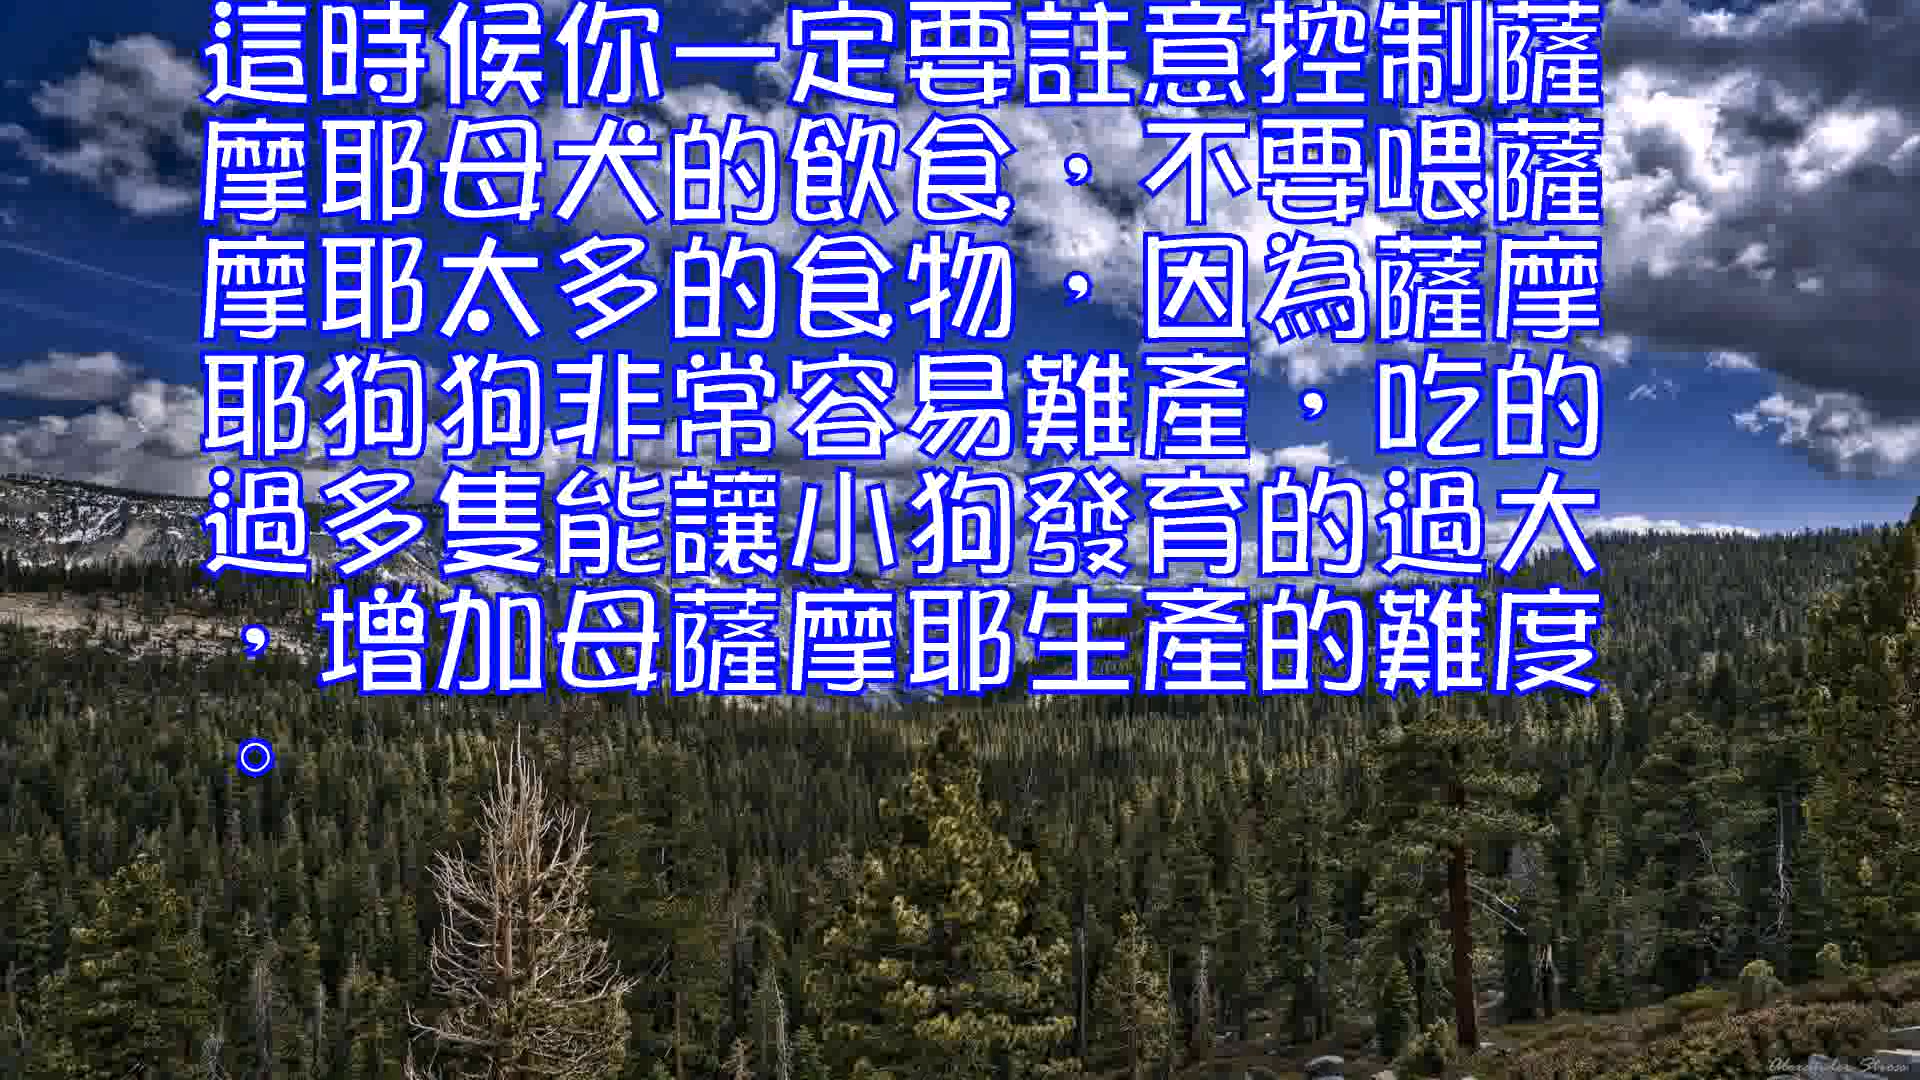 這時候你一定要註意控制薩
摩耶母犬的飲食，不要喂薩
摩耶太多的食物，因為薩摩
耶狗狗非常容易難產，吃的
過多隻能讓小狗發育的過大
，增加母薩摩耶生產的難度
。
Alexander Stross